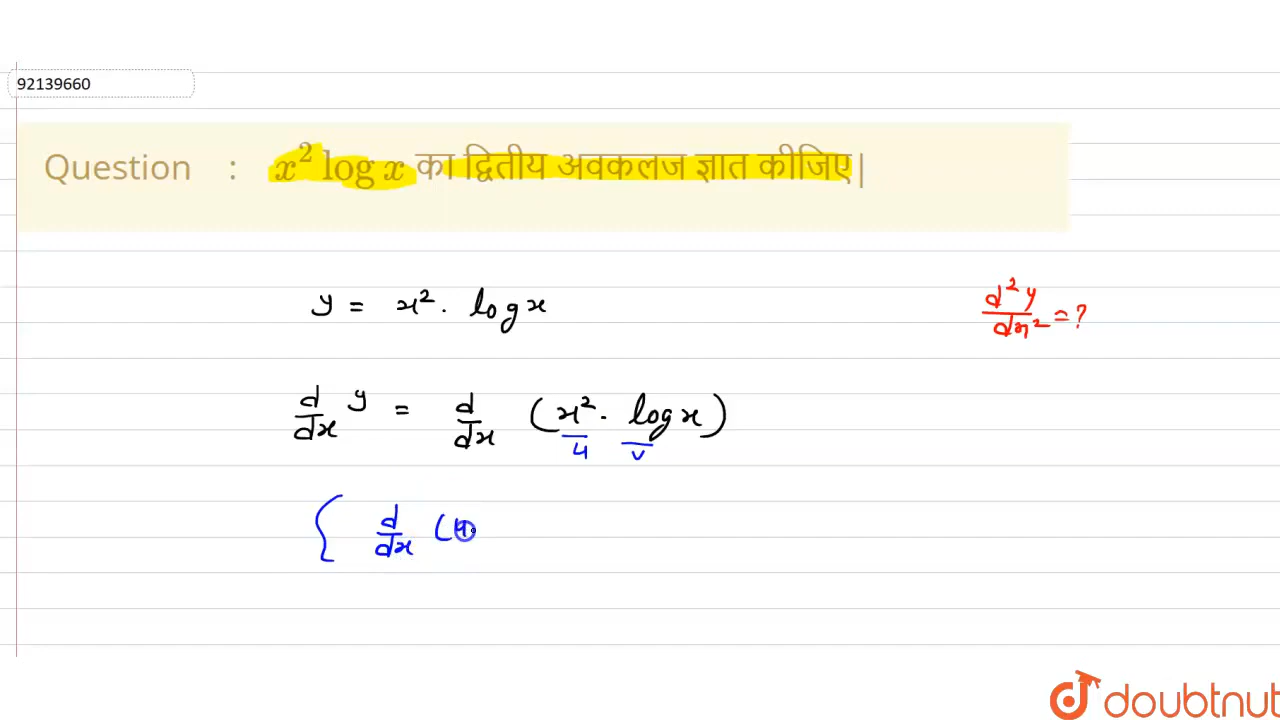 92139660
Question : x² log x का द्वितीय अवकलज ज्ञात कीजिए|
y = x² . log x
d²y/dx² = ?
d/dx y = d/dx (x² . log x)
u v
{ d/dx (u.
doubtnut